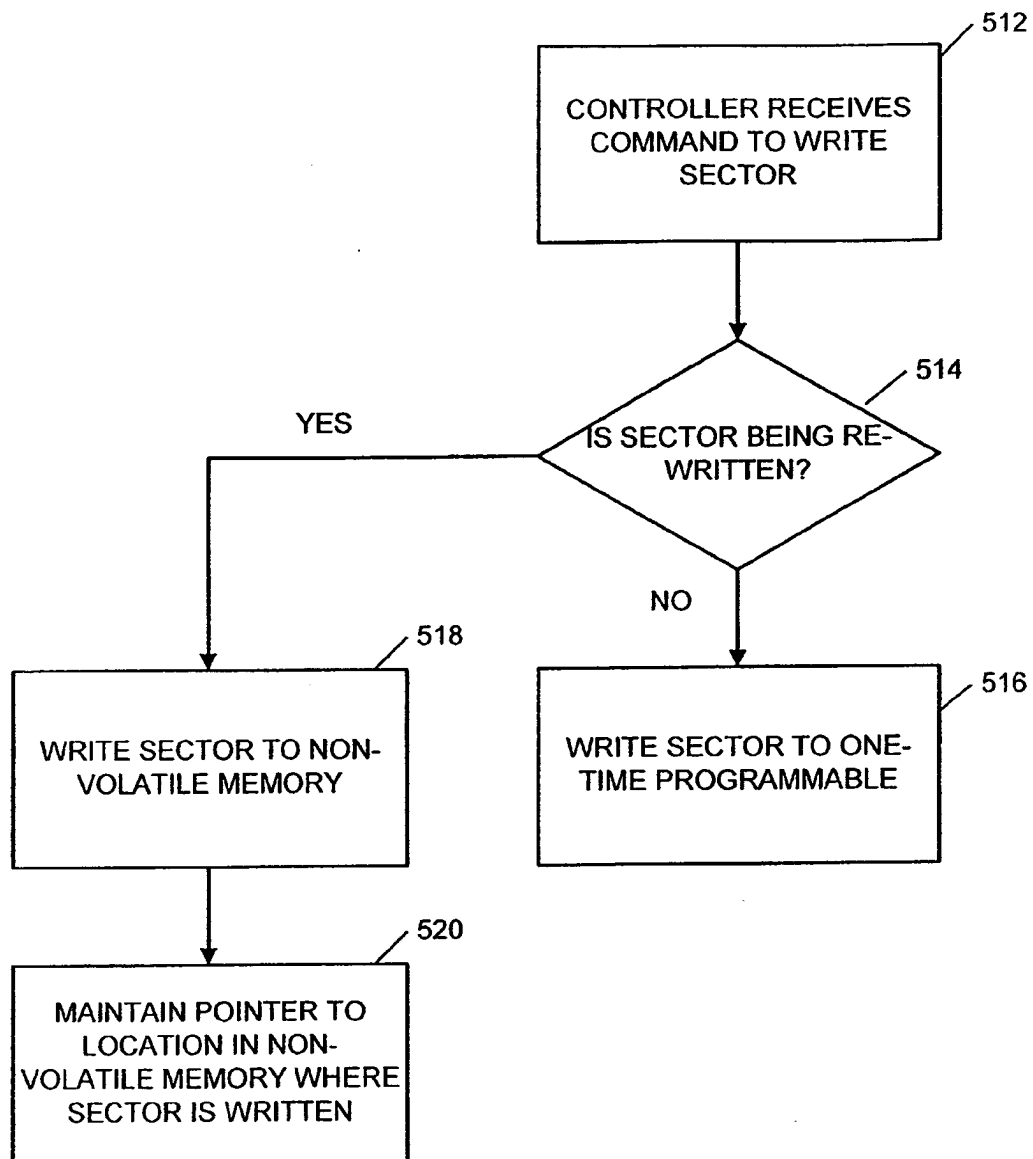 512
CONTROLLER RECEIVES
COMMAND TO WRITE
SECTOR
514
IS SECTOR BEING RE-
WRITTEN?
YES
NO
518
WRITE SECTOR TO NON-
VOLATILE MEMORY
516
WRITE SECTOR TO ONE-
TIME PROGRAMMABLE
520
MAINTAIN POINTER TO
LOCATION IN NON-
VOLATILE MEMORY WHERE
SECTOR IS WRITTEN